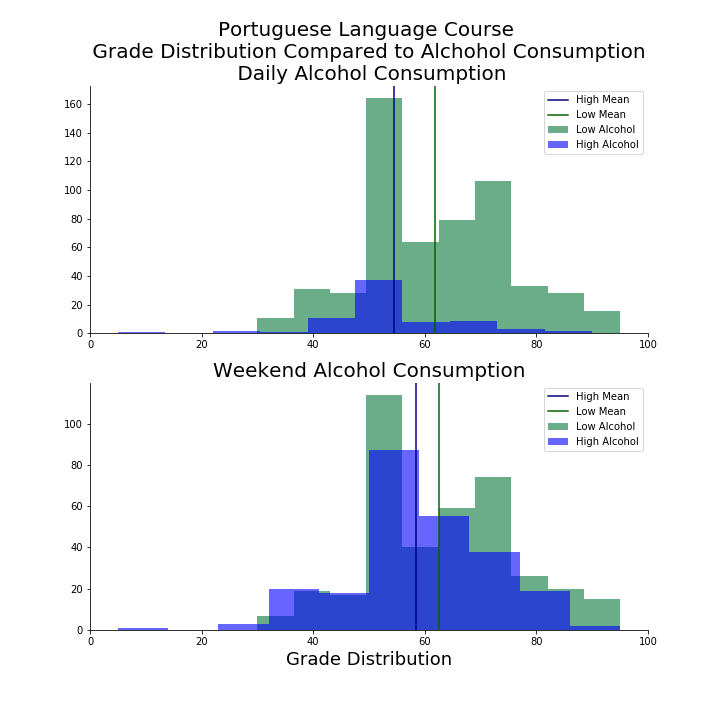 Portuguese Language Course
Grade Distribution Compared to Alchohol Consumption
Daily Alcohol Consumption
High Mean
Low Mean
Low Alcohol
High Alcohol
160
140
120
100
80
60
40
20
0
0 20 40 60 80 100
Weekend Alcohol Consumption
High Mean
Low Mean
Low Alcohol
High Alcohol
100
80
60
40
20
0
0 20 40 60 80 100
Grade Distribution